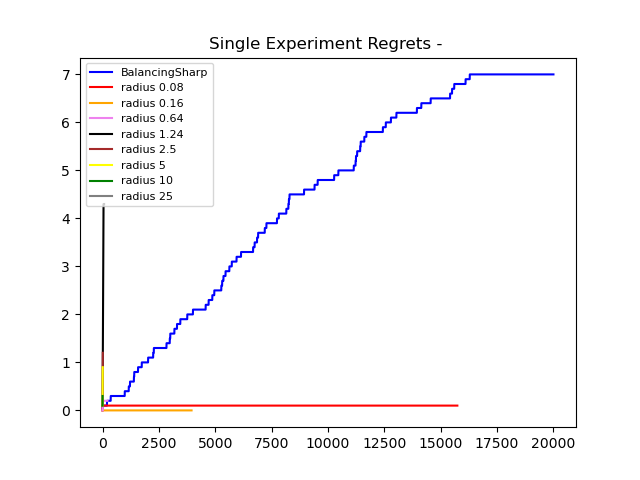 Single Experiment Regrets -
BalancingSharp
radius 0.08
radius 0.16
radius 0.64
radius 1.24
radius 2.5
radius 5
radius 10
radius 25
7
6
5
4
3
2
1
0
0 2500 5000 7500 10000 12500 15000 17500 20000